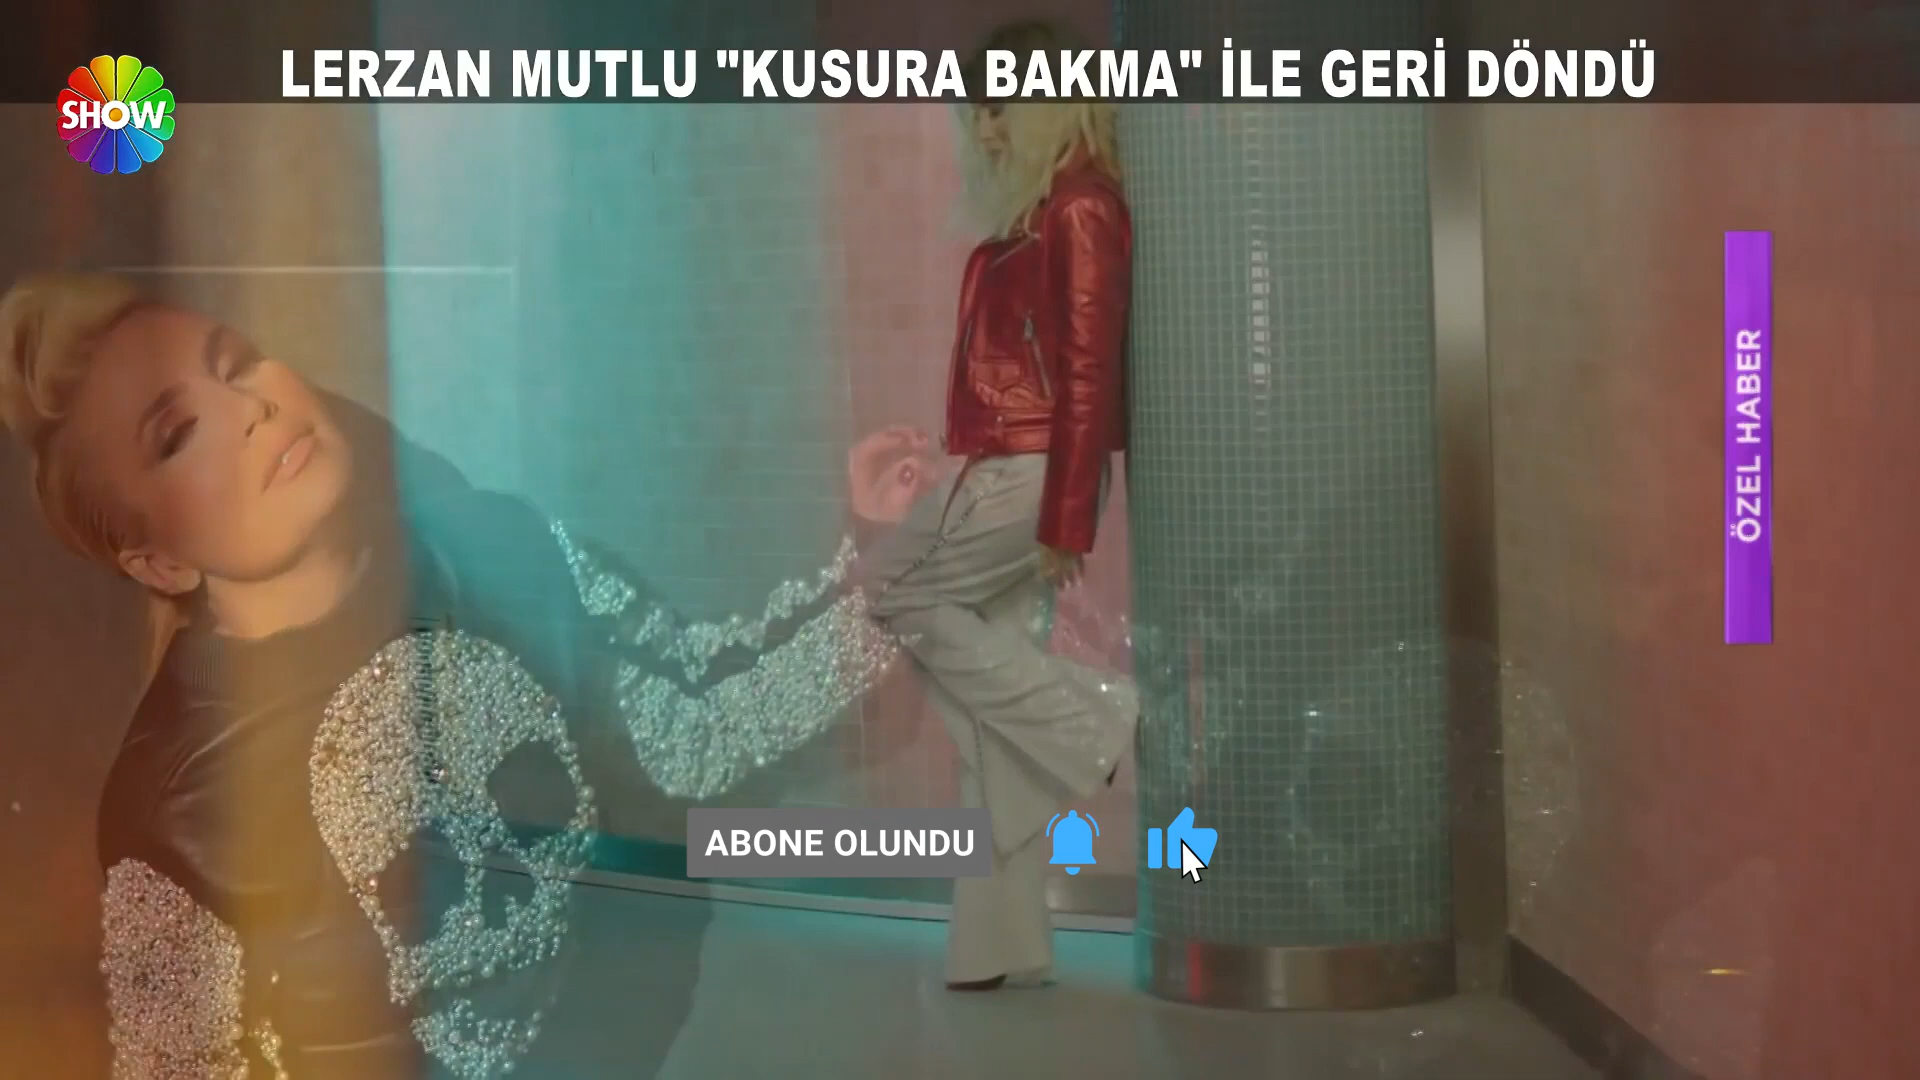 LERZAN MUTLU "KUSURA BAKMA" İLE GERİ DÖNDÜ
SHOW
ÖZEL HABER
ABONE OLUNDU